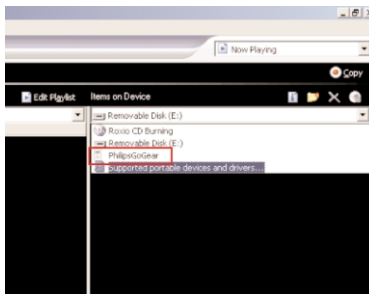 Now Playing
Copy
Edit Playlist
Items on Device
Removable Disk (E:)
Roxio CD Burning
Removable Disk (E:)
PhilipsGoGear
Supported portable devices and drivers...